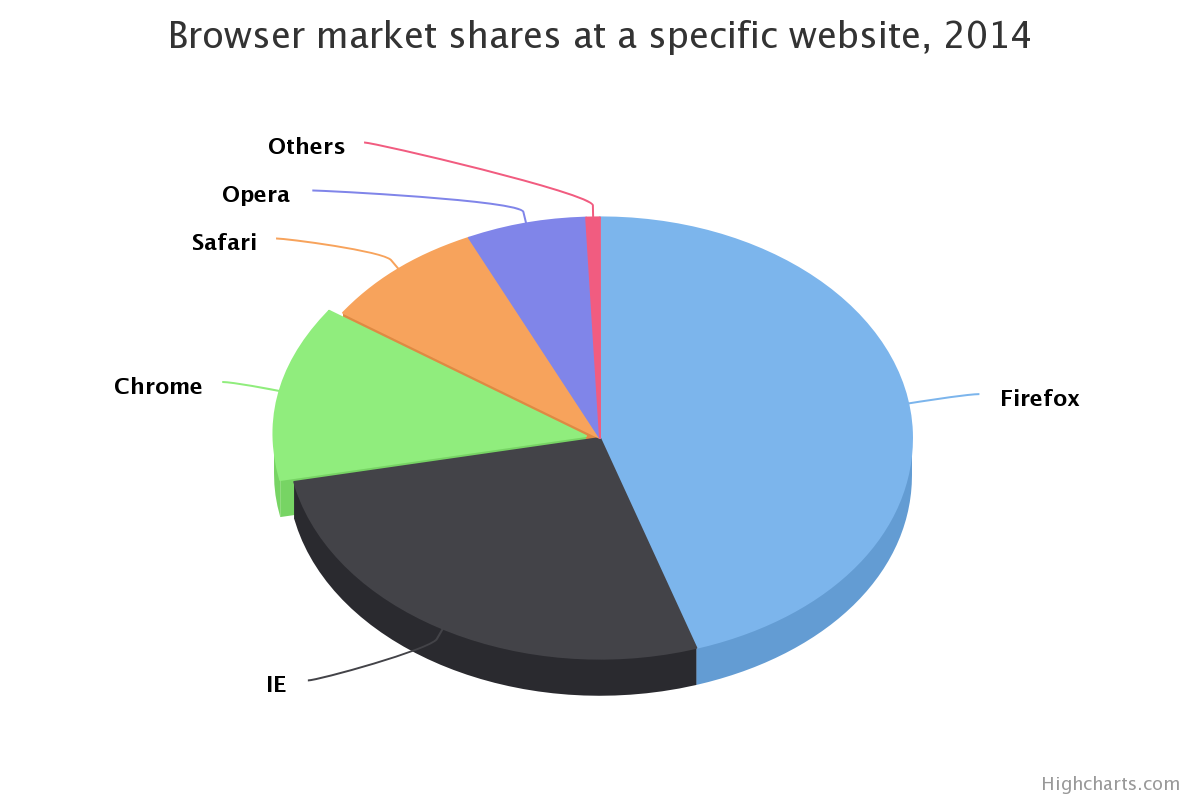 Browser market shares at a specific website, 2014
Others
Opera
Safari
Chrome
Firefox
IE
Highcharts.com